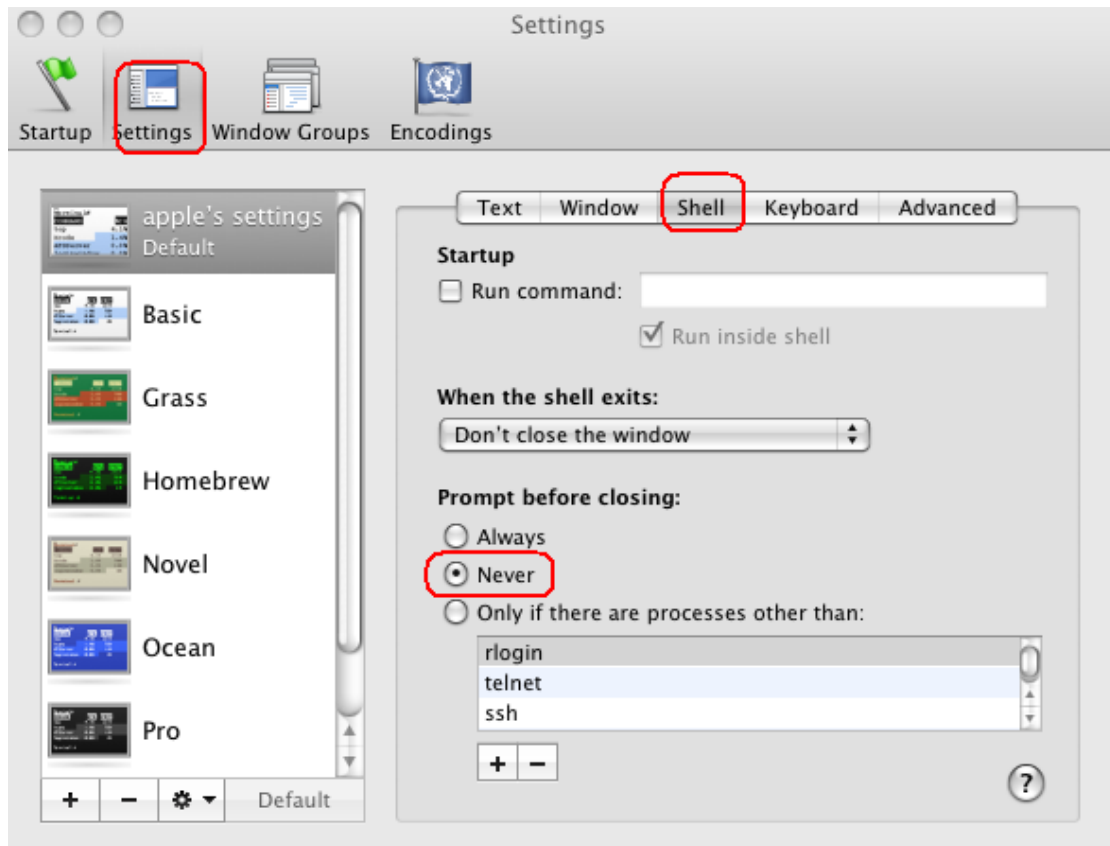 Settings
Startup Settings Window Groups Encodings
apple's settings
Default
Basic
Grass
Homebrew
Novel
Ocean
Pro
+ − Default
Text Window Shell Keyboard Advanced
Startup
Run command:
Run inside shell
When the shell exits:
Don't close the window
Prompt before closing:
Always
Never
Only if there are processes other than:
rlogin
telnet
ssh
+ −
?